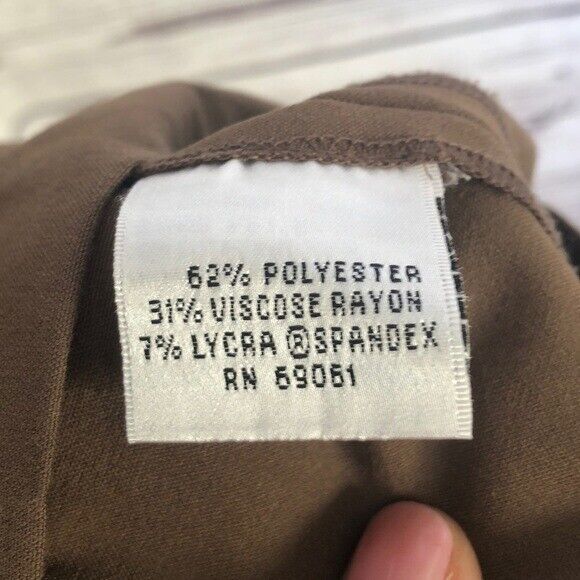 62% POLYESTER
31% VISCOSE RAYON
7% LYCRA ®SPANDEX
RN 69061